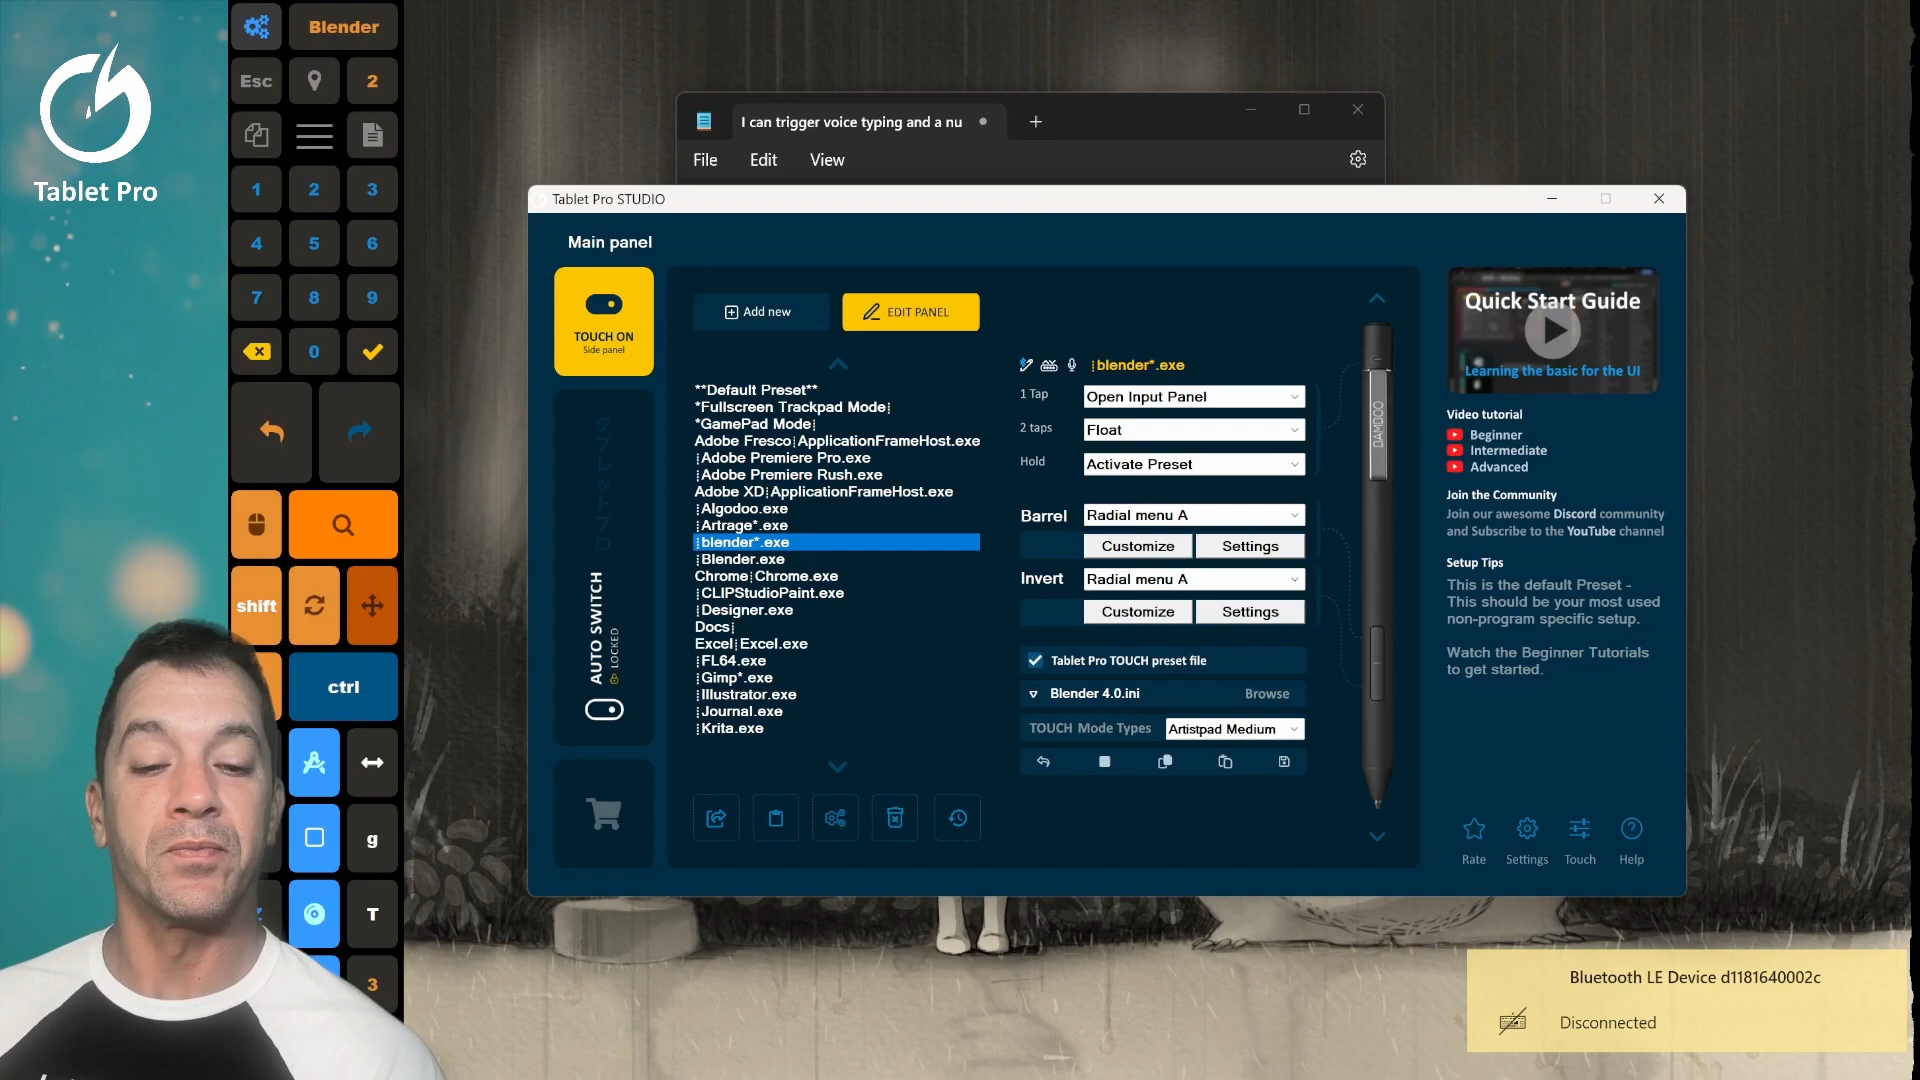 Tablet Pro
Blender
Esc
2
1
2
3
4
5
6
7
8
9
0
shift
ctrl
g
T
3
I can trigger voice typing and a nu
File
Edit
View
Tablet Pro STUDIO
Main panel
TOUCH ON
Side panel
タブレットプロ
AUTO SWITCH
LOCKED
Add new
EDIT PANEL
**Default Preset**
*Fullscreen Trackpad Mode¦
*GamePad Mode¦
Adobe Fresco¦ApplicationFrameHost.exe
¦Adobe Premiere Pro.exe
¦Adobe Premiere Rush.exe
Adobe XD¦ApplicationFrameHost.exe
¦Algodoo.exe
¦Artrage*.exe
¦blender*.exe
¦Blender.exe
Chrome¦Chrome.exe
¦CLIPStudioPaint.exe
¦Designer.exe
Docs¦
Excel¦Excel.exe
¦FL64.exe
¦Gimp*.exe
¦Illustrator.exe
¦Journal.exe
¦Krita.exe
¦blender*.exe
1 Tap
Open Input Panel
2 taps
Float
Hold
Activate Preset
Barrel
Radial menu A
Customize
Settings
Invert
Radial menu A
Customize
Settings
Tablet Pro TOUCH preset file
Blender 4.0.ini
Browse
TOUCH Mode Types
Artistpad Medium
BAMBOO
Quick Start Guide
Learning the basic for the UI
Video tutorial
Beginner
Intermediate
Advanced
Join the Community
Join our awesome Discord community
and Subscribe to the YouTube channel
Setup Tips
This is the default Preset -
This should be your most used
non-program specific setup.
Watch the Beginner Tutorials
to get started.
Rate
Settings
Touch
Help
Bluetooth LE Device d1181640002c
Disconnected